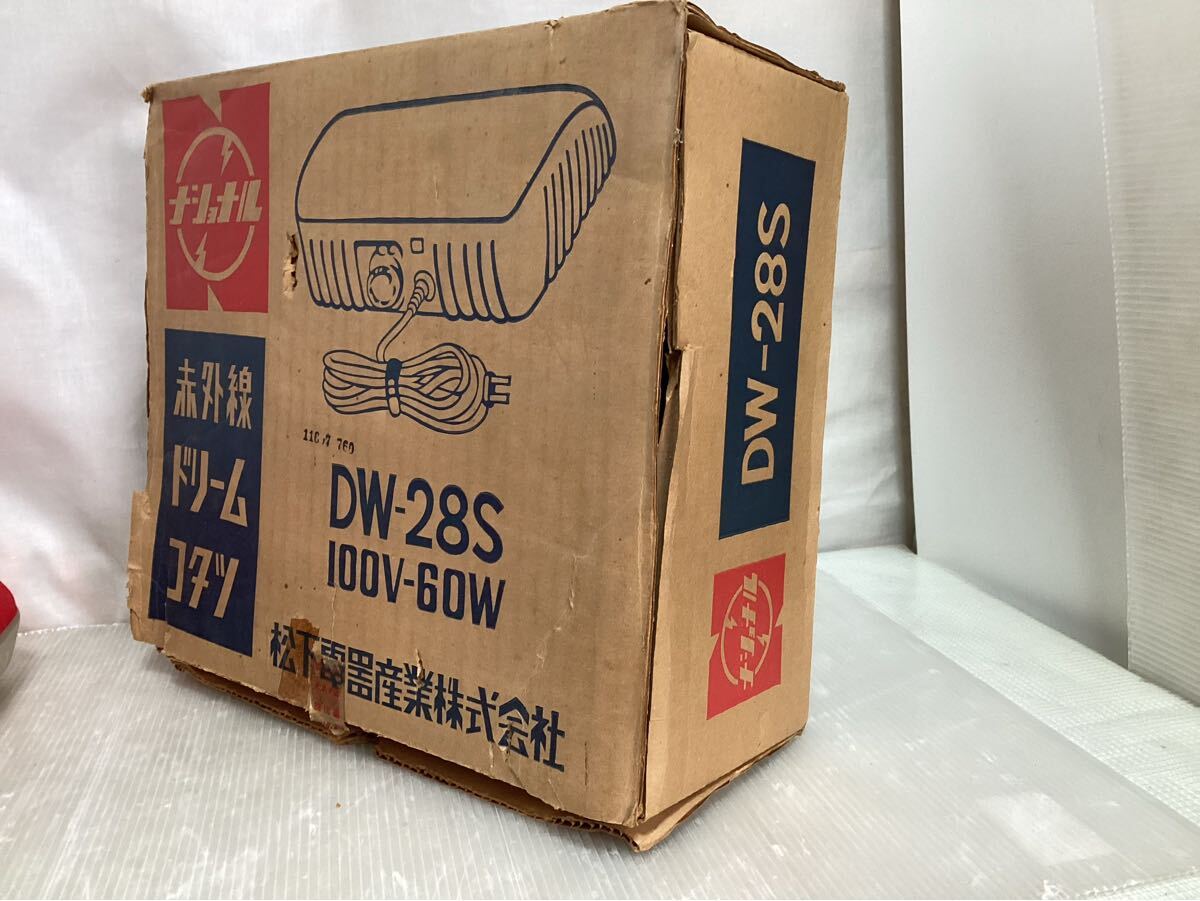 ナショナル
赤外線
ドリーム
コタツ
DW-28S
100V-60W
松下電器産業株式会社
DW-28S
ナショナル